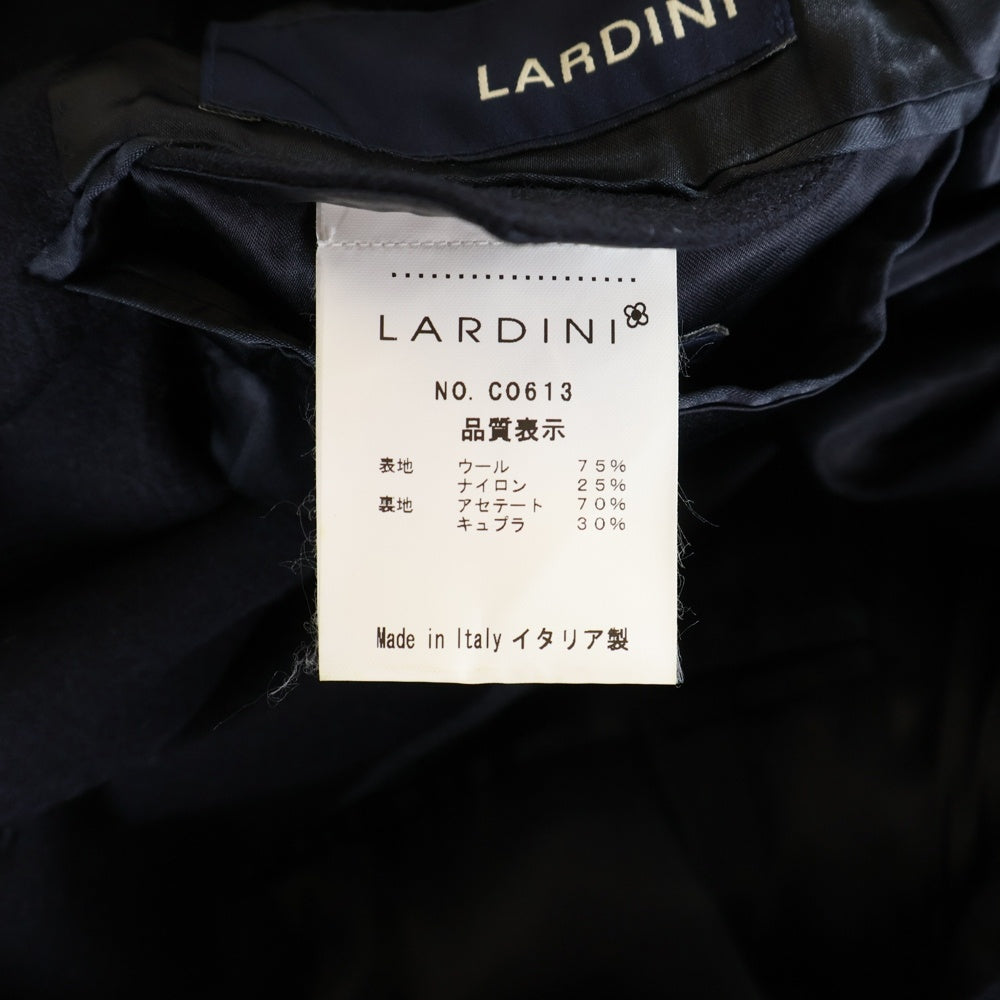 LARDINI
LARDINI
NO. C0613
品質表示
表地 ウール 75%
ナイロン 25%
裏地 アセテート 70%
キュプラ 30%
Made in Italy イタリア製